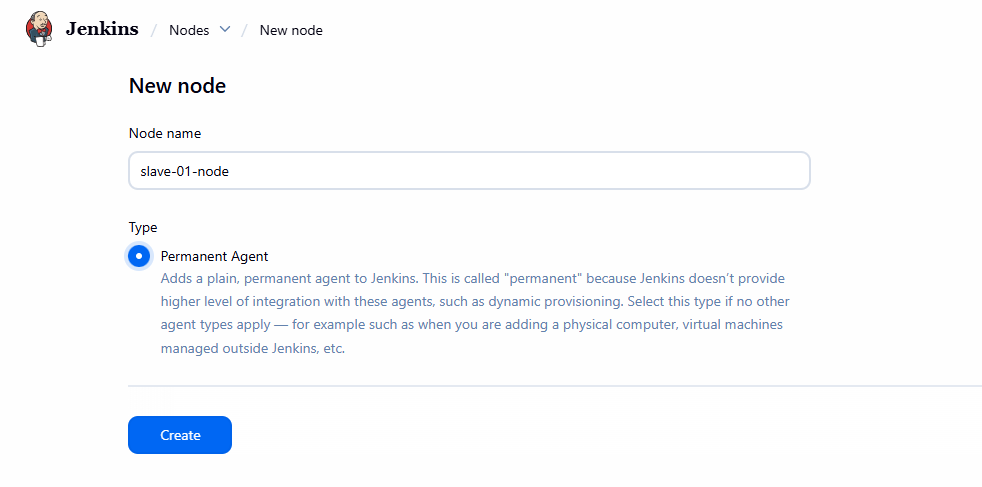 Jenkins / Nodes / New node
New node
Node name
slave-01-node
Type
Permanent Agent
Adds a plain, permanent agent to Jenkins. This is called "permanent" because Jenkins doesn't provide
higher level of integration with these agents, such as dynamic provisioning. Select this type if no other
agent types apply — for example such as when you are adding a physical computer, virtual machines
managed outside Jenkins, etc.
Create